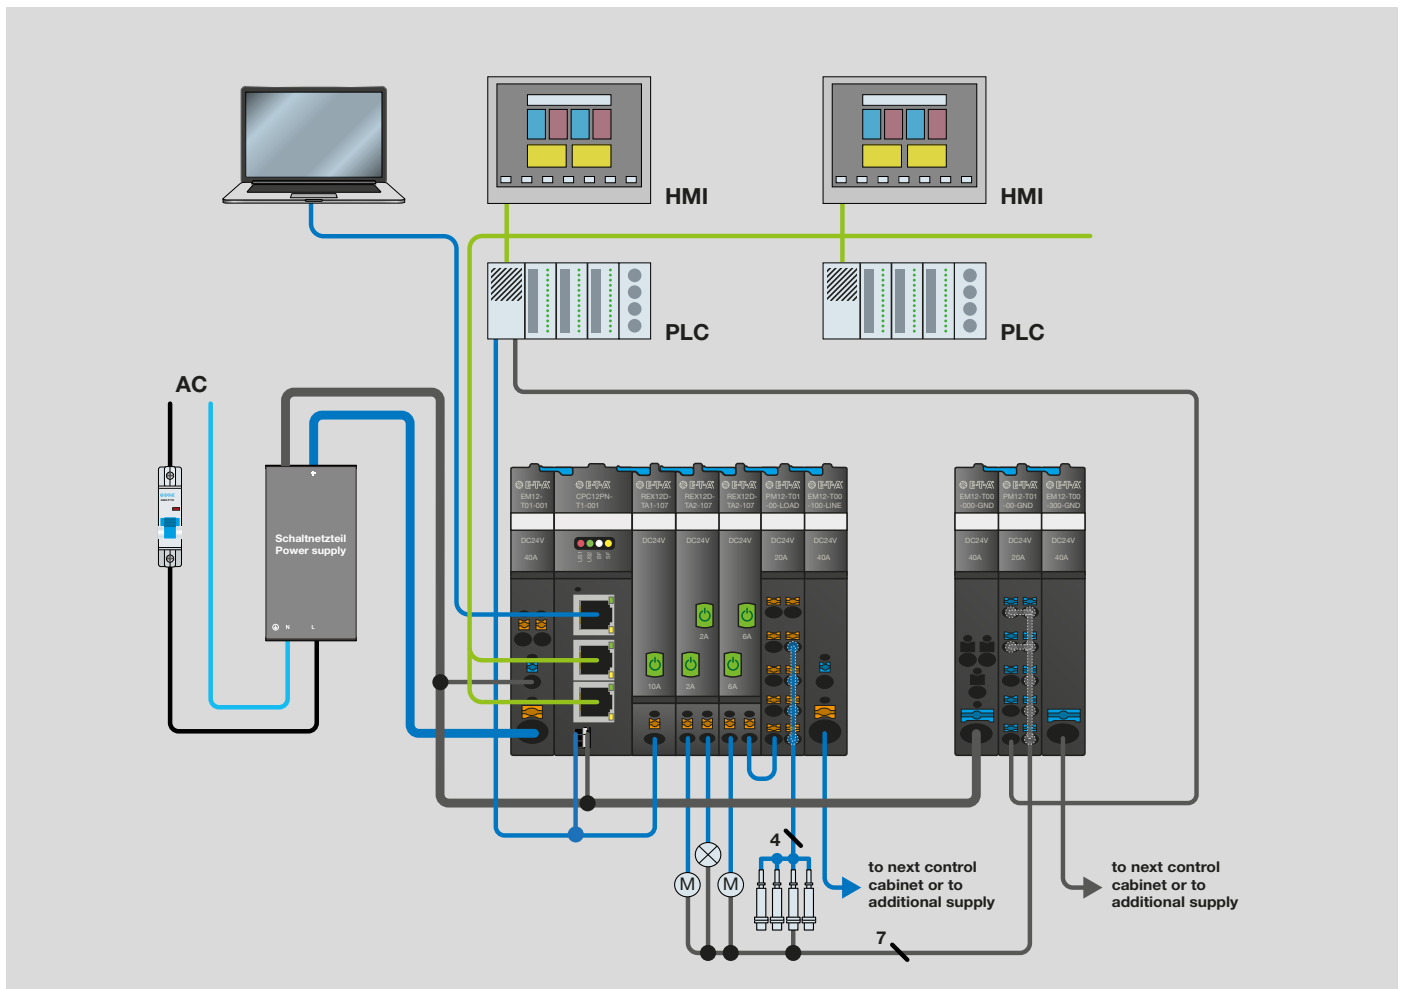 HMI
HMI
PLC
PLC
AC
Schaltnetzteil
Power supply
N
L
E-T-A
E-T-A
E-T-A
E-T-A
E-T-A
E-T-A
E-T-A
EM12-
T01-001
CPC12PN-
T1-001
REX12D-
TA1-107
REX12D-
TA2-107
REX12D-
TA2-107
PM12-T01
-00-LOAD
EM12-T00
-100-LINE
DC24V
40A
US1
US2
BF
SF
DC24V
DC24V
DC24V
DC24V
20A
DC24V
40A
2A
6A
10A
2A
6A
E-T-A
E-T-A
E-T-A
EM12-T00
-000-GND
PM12-T01
-00-GND
EM12-T00
-300-GND
DC24V
40A
DC24V
20A
DC24V
40A
4
M
M
7
to next control
cabinet or to
additional supply
to next control
cabinet or to
additional supply